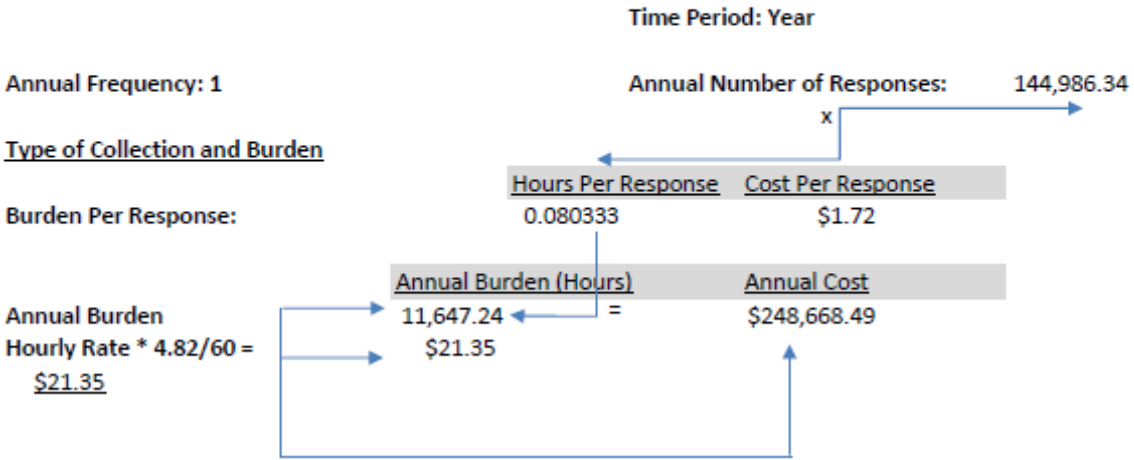 Time Period: Year
Annual Frequency: 1 Annual Number of Responses: 144,986.34
x
Type of Collection and Burden
Hours Per Response Cost Per Response
Burden Per Response: 0.080333 $1.72
Annual Burden (Hours) Annual Cost
Annual Burden 11,647.24 = $248,668.49
Hourly Rate * 4.82/60 = $21.35
$21.35